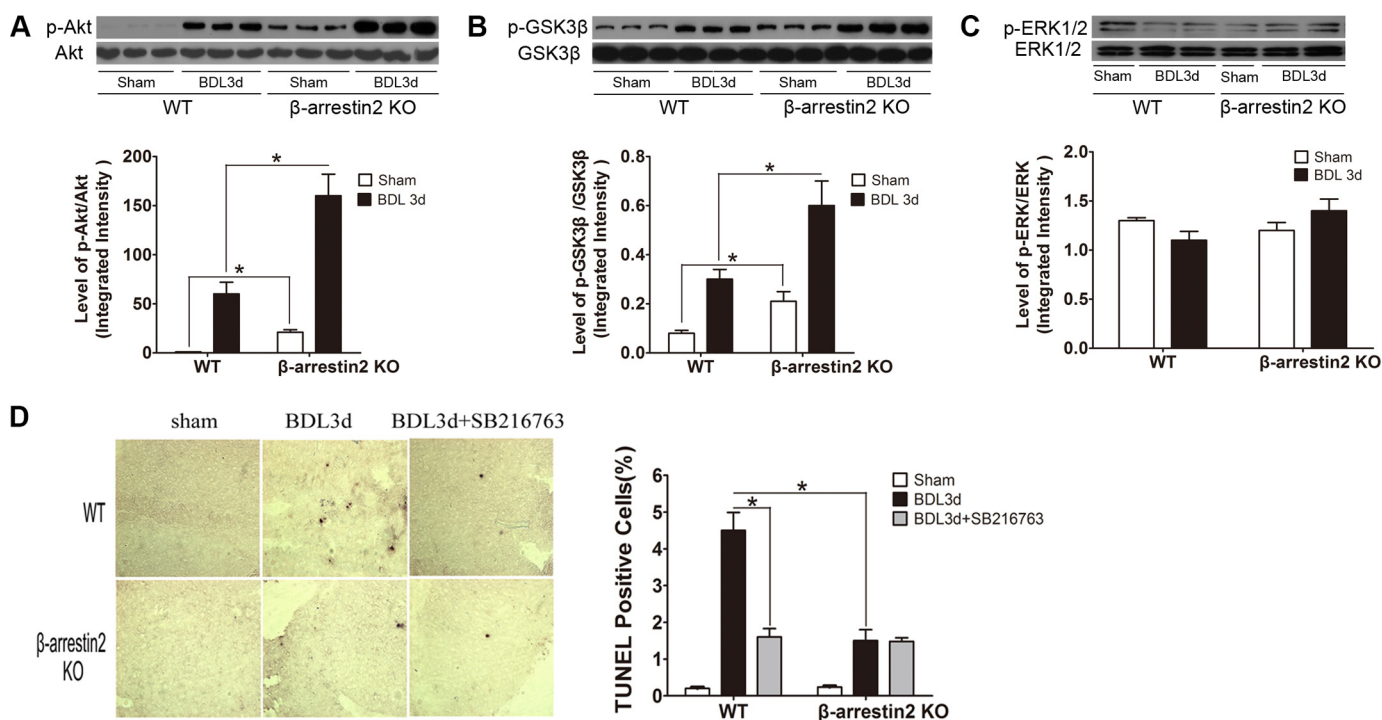 A
p-Akt
Akt
Sham BDL3d Sham BDL3d
WT β-arrestin2 KO
Level of p-Akt/Akt
(Integrated Intensity)
200
150
100
50
0
*
*
Sham
BDL 3d
WT β-arrestin2 KO
B
p-GSK3β
GSK3β
Sham BDL3d Sham BDL3d
WT β-arrestin2 KO
Level of p-GSK3β /GSK3β
(Integrated Intensity)
0.8
0.6
0.4
0.2
0.0
*
*
Sham
BDL 3d
WT β-arrestin2 KO
C
p-ERK1/2
ERK1/2
Sham BDL3d Sham BDL3d
WT β-arrestin2 KO
Level of p-ERK/ERK
(Integrated Intensity )
2.0
1.5
1.0
0.5
0.0
Sham
BDL 3d
WT β-arrestin2 KO
D
sham BDL3d BDL3d+SB216763
WT
β-arrestin2
KO
TUNEL Positive Cells(%)
6
5
4
3
2
1
0
*
*
Sham
BDL3d
BDL3d+SB216763
WT β-arrestin2 KO